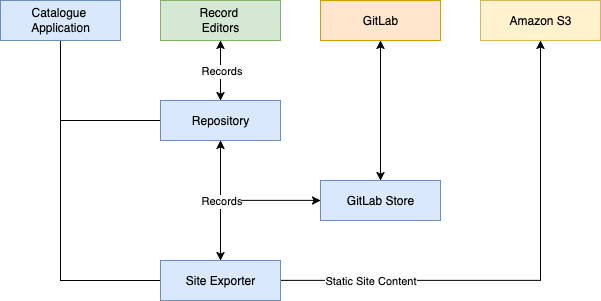 Catalogue
Application
Record
Editors
GitLab
Amazon S3
Records
Repository
Records
GitLab Store
Site Exporter
Static Site Content